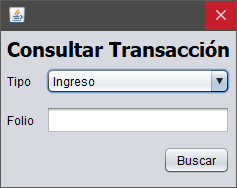 Consultar Transacción
Tipo Ingreso
Folio
Buscar